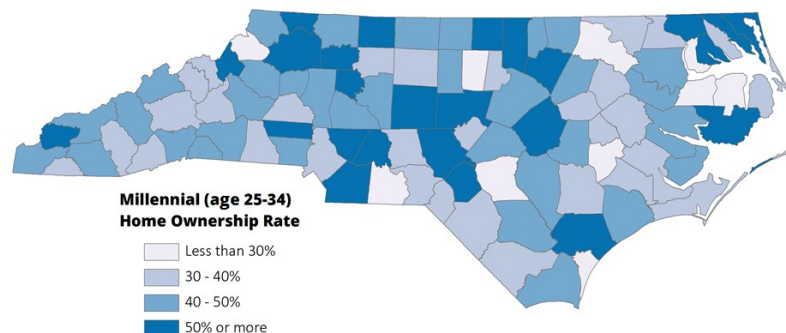 Millennial (age 25-34)
Home Ownership Rate
Less than 30%
30 - 40%
40 - 50%
50% or more